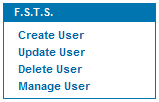 F.S.T.S.
Create User
Update User
Delete User
Manage User